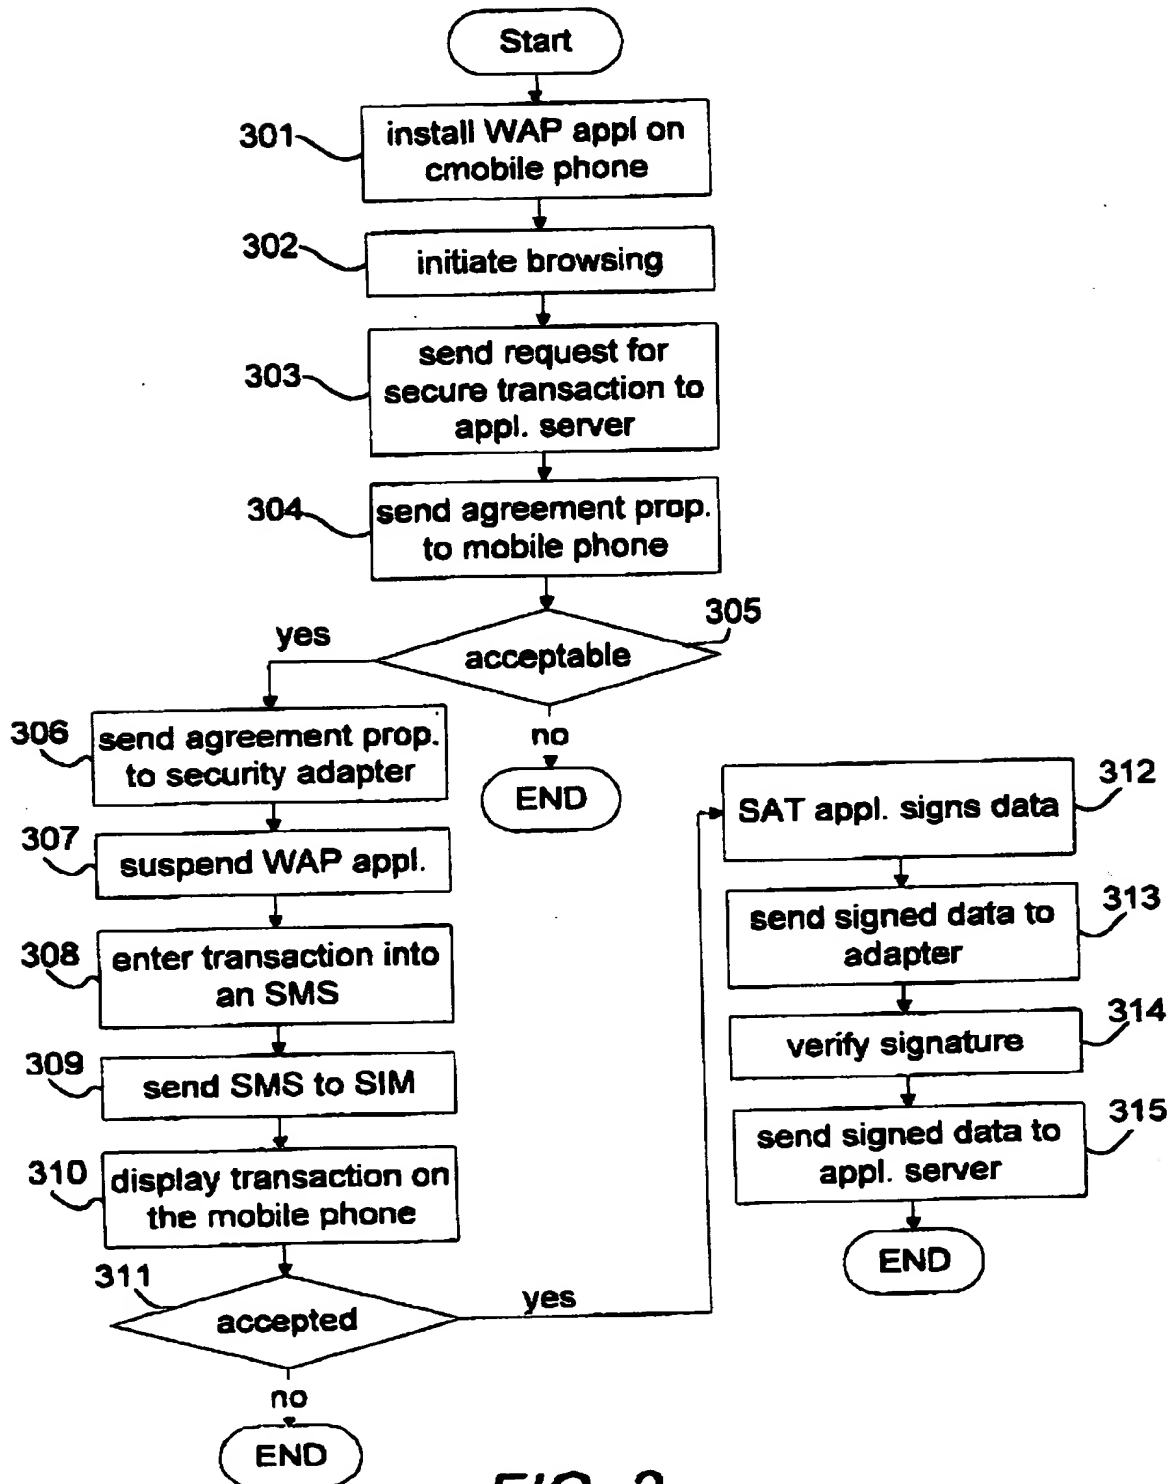 Start
301
install WAP appl on
cmobile phone
302
initiate browsing
303
send request for
secure transaction to
appl. server
304
send agreement prop.
to mobile phone
305
acceptable
yes
no
END
306
send agreement prop.
to security adapter
307
suspend WAP appl.
308
enter transaction into
an SMS
309
send SMS to SIM
310
display transaction on
the mobile phone
311
accepted
yes
no
END
312
SAT appl. signs data
313
send signed data to
adapter
314
verify signature
315
send signed data to
appl. server
END